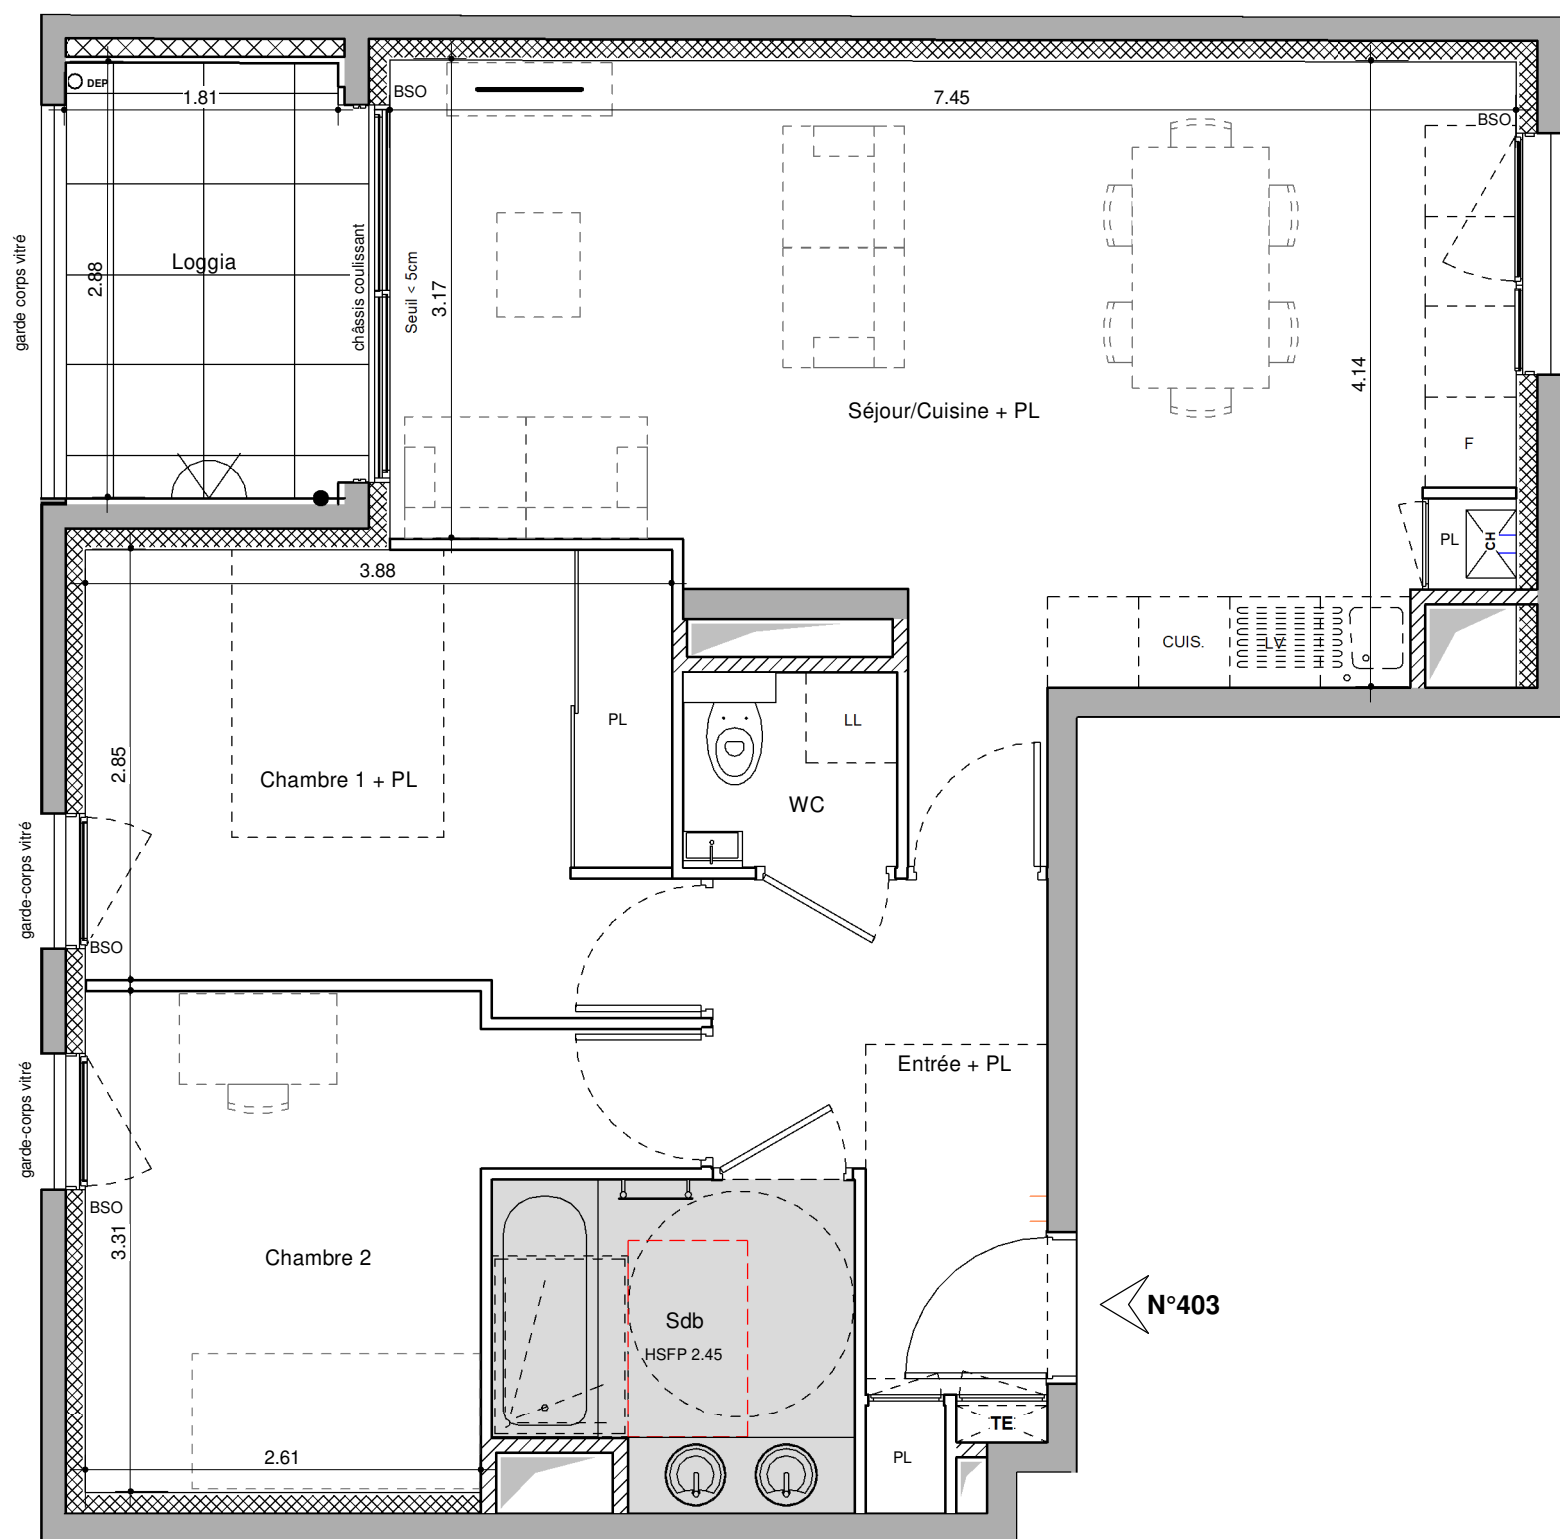 DEP
1.81
BSO
7.45
BSO
garde corps vitré
Loggia
2.88
châssis coulissant
Seuil < 5cm
3.17
4.14
Séjour/Cuisine + PL
F
PL
CH
3.88
CUIS.
LV
PL
LL
2.85
Chambre 1 + PL
WC
garde-corps vitré
BSO
Entrée + PL
garde-corps vitré
BSO
3.31
Chambre 2
Sdb
HSFP 2.45
N°403
TE
2.61
PL